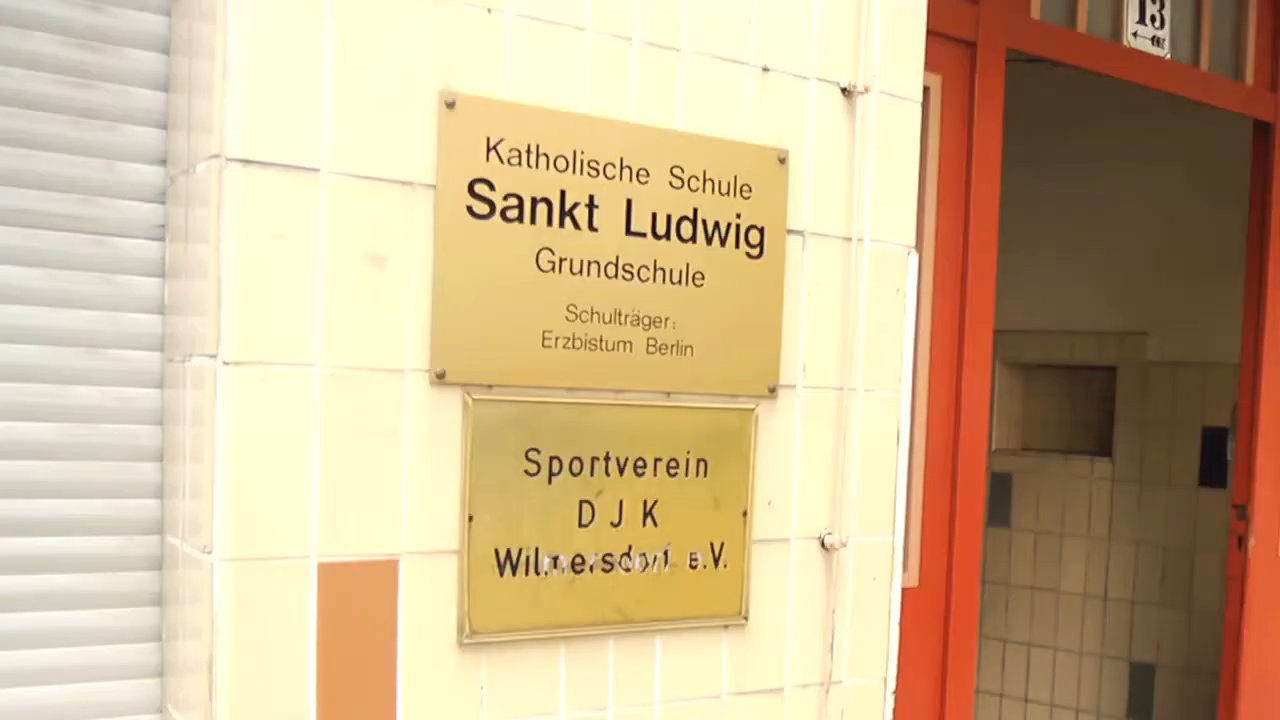 Katholische Schule
Sankt Ludwig
Grundschule
Schulträger:
Erzbistum Berlin
Sportverein
D J K
Wilmersdorf e.V.
13